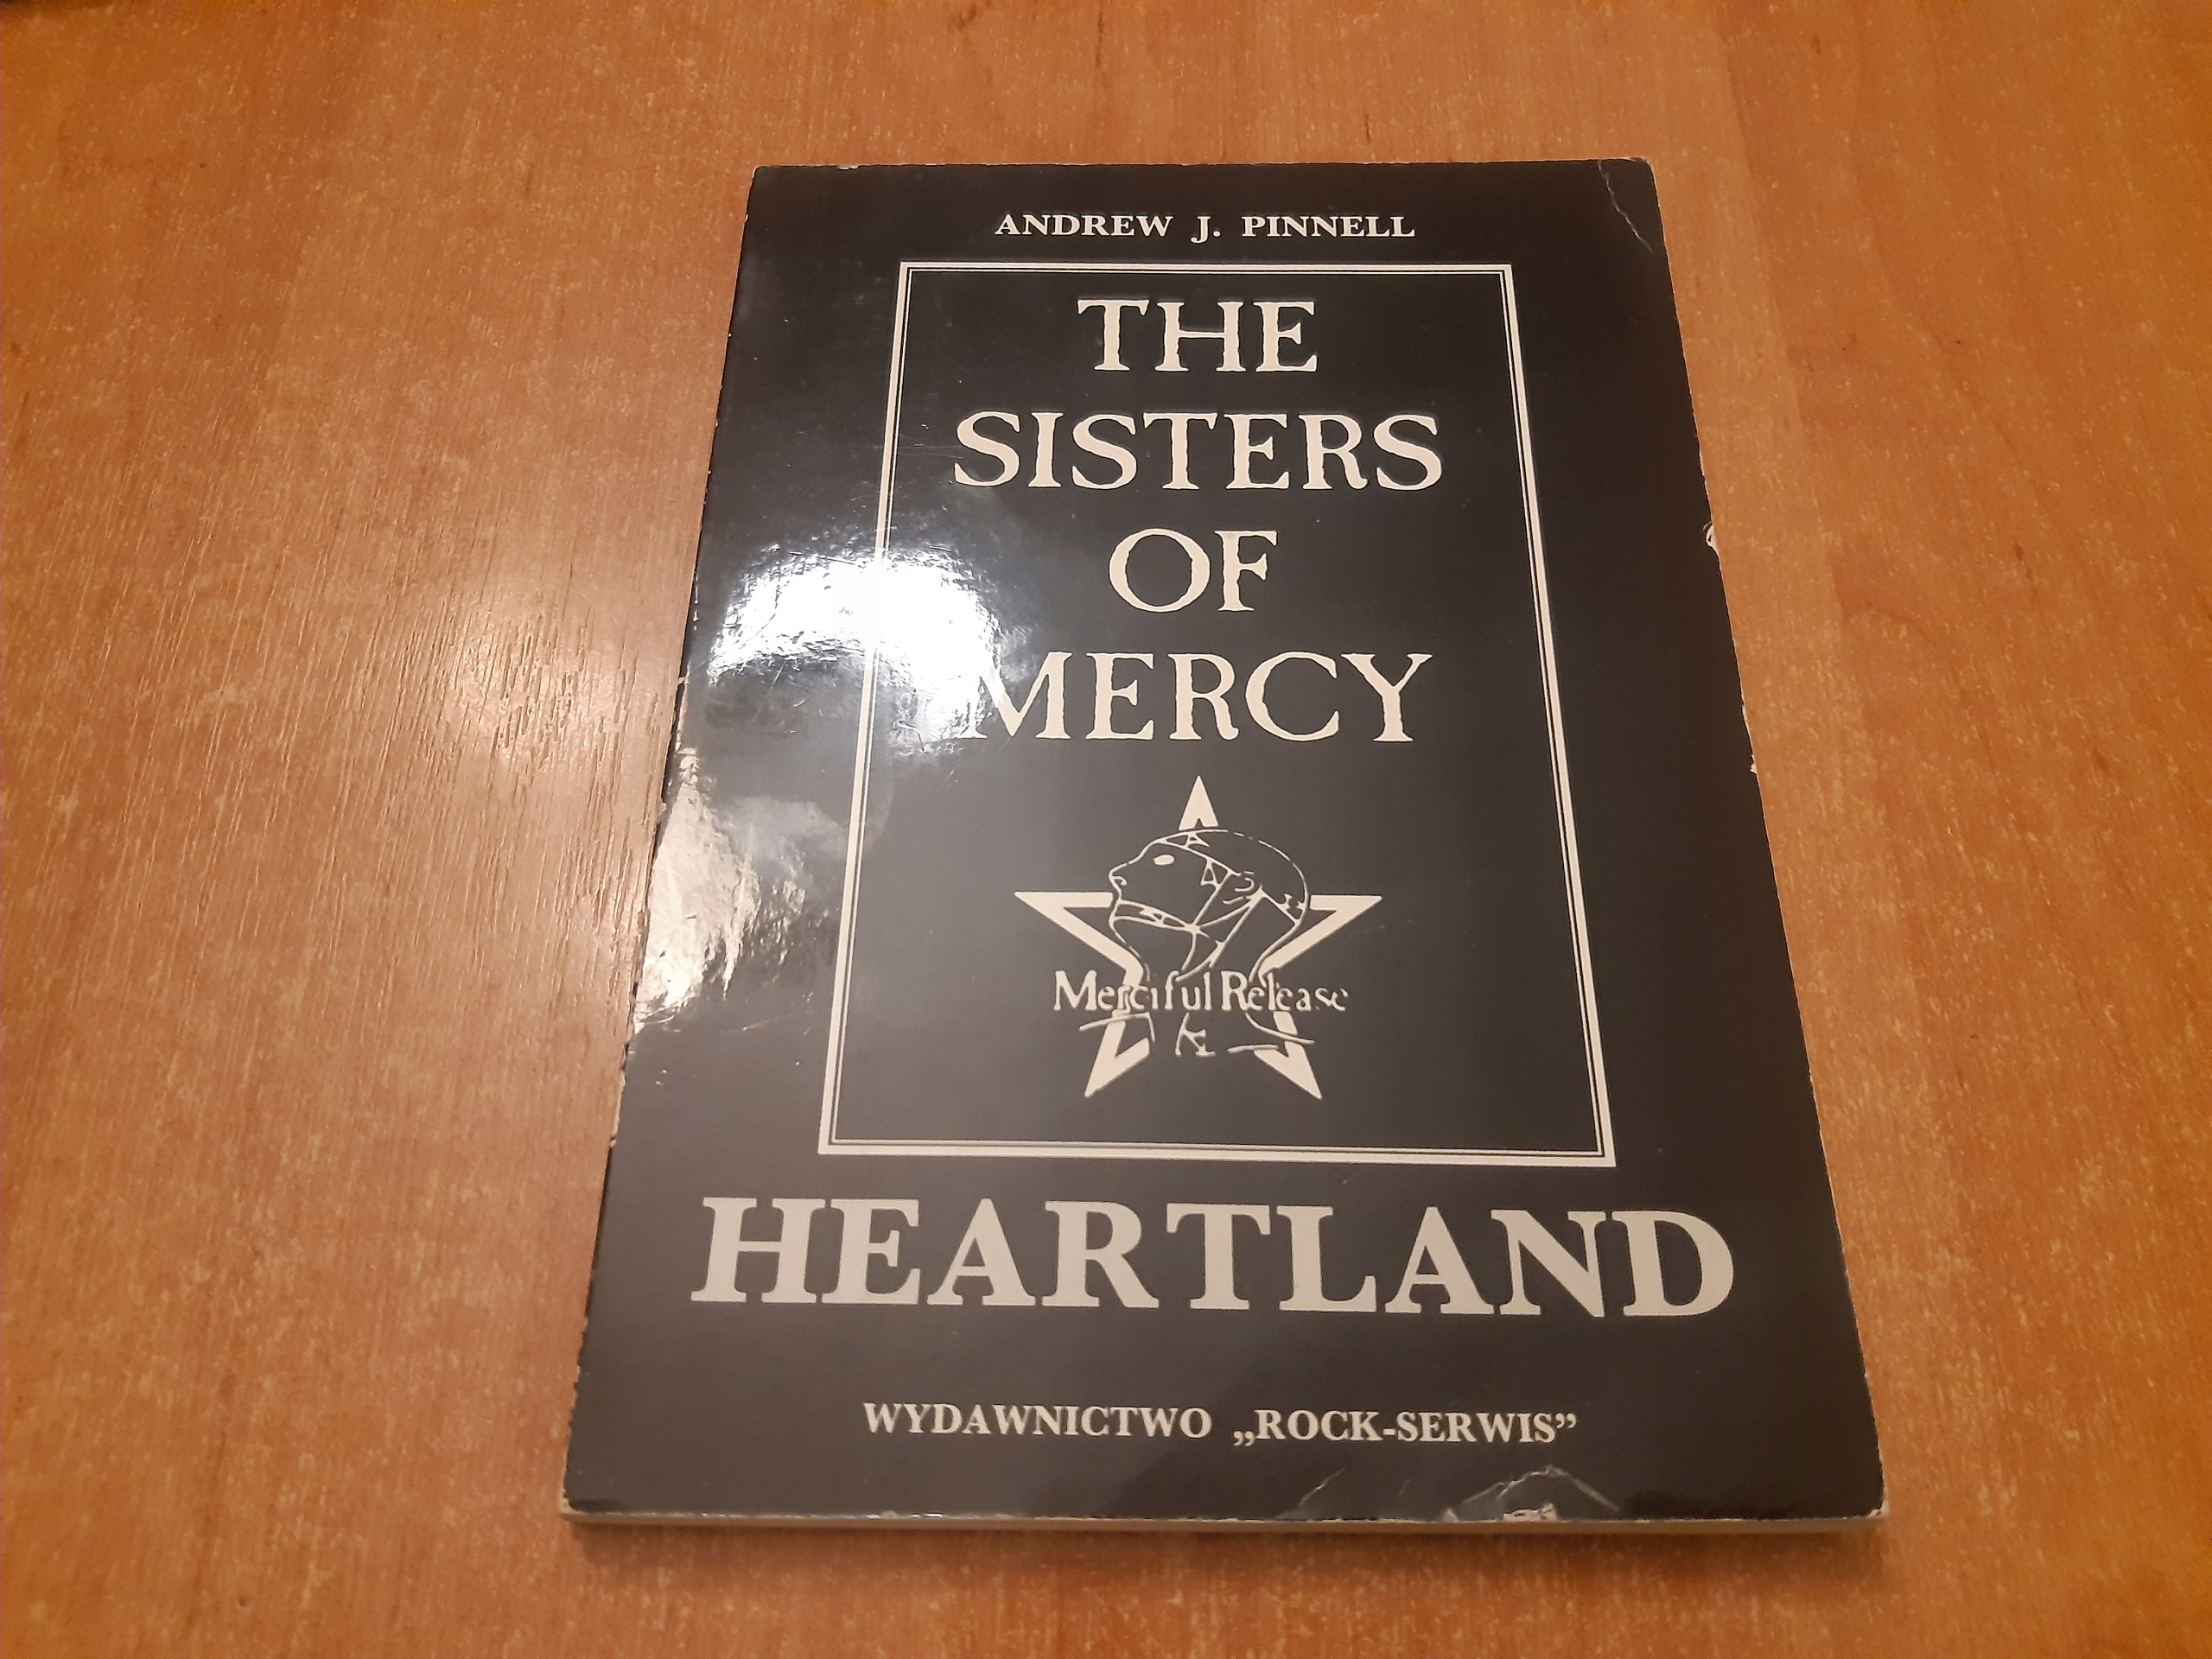 ANDREW J. PINNELL
THE
SISTERS
OF
MERCY
Merciful Release
HEARTLAND
WYDAWNICTWO „ROCK-SERWIS”